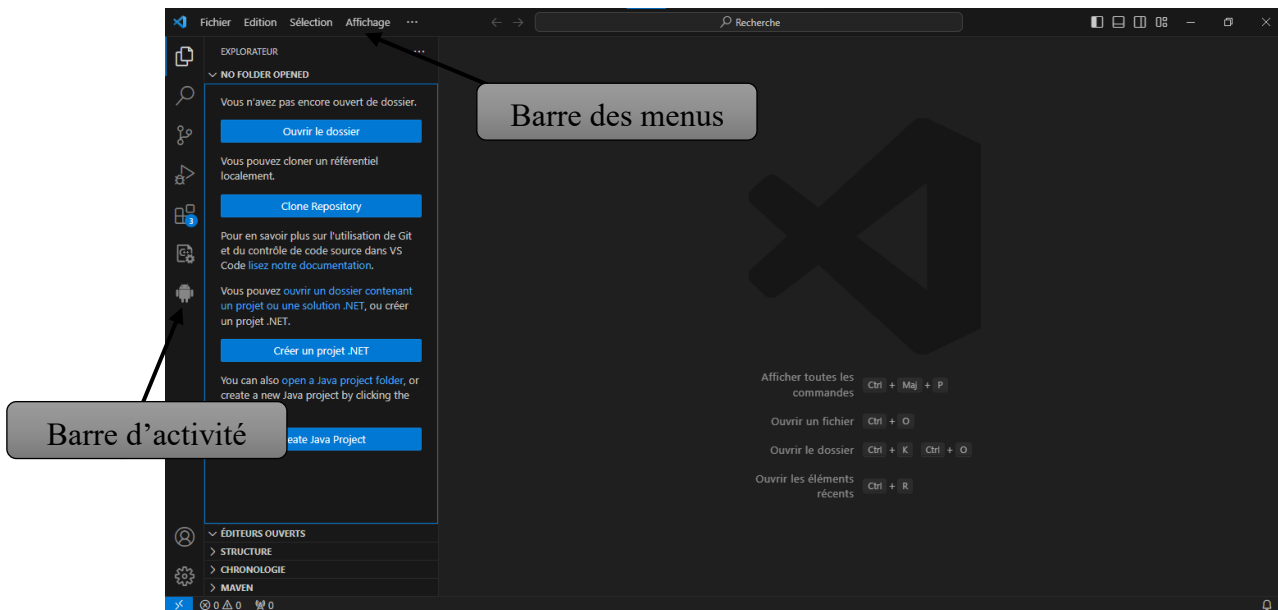 Fichier Edition Sélection Affichage ...
Recherche
EXPLORATEUR ...
NO FOLDER OPENED
Vous n'avez pas encore ouvert de dossier.
Ouvrir le dossier
Vous pouvez cloner un référentiel
localement.
Clone Repository
Pour en savoir plus sur l'utilisation de Git
et du contrôle de code source dans VS
Code lisez notre documentation.
Vous pouvez ouvrir un dossier contenant
un projet ou une solution .NET, ou créer
un projet .NET.
Créer un projet .NET
You can also open a Java project folder, or
create a new Java project by clicking the
eate Java Project
ÉDITEURS OUVERTS
STRUCTURE
CHRONOLOGIE
MAVEN
3
0 0 0
Barre des menus
Barre d’activité
Afficher toutes les
commandes
Ctrl + Maj + P
Ouvrir un fichier Ctrl + O
Ouvrir le dossier Ctrl + K Ctrl + O
Ouvrir les éléments
récents
Ctrl + R